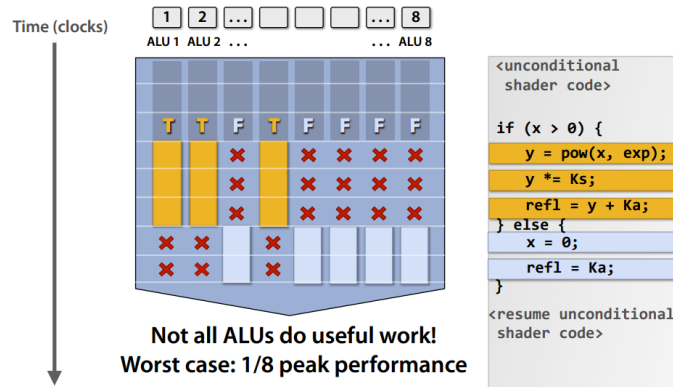 1 2 ... 8
Time (clocks)
ALU 1 ALU 2 ... ... ALU 8
T T F T F F F F
Not all ALUs do useful work!
Worst case: 1/8 peak performance
<unconditional
shader code>
if (x > 0) {
y = pow(x, exp);
y *= Ks;
refl = y + Ka;
} else {
x = 0;
refl = Ka;
}
<resume unconditional
shader code>